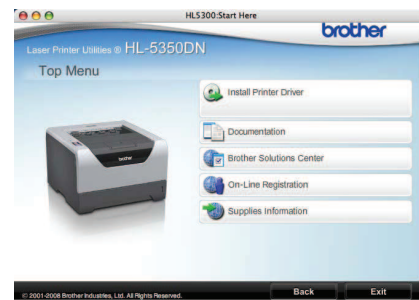 HL5300:Start Here
brother
Laser Printer Utilities ® HL-5350DN
Top Menu
Install Printer Driver
Documentation
Brother Solutions Center
On-Line Registration
Supplies Information
brother
© 2001-2008 Brother Industries, Ltd. All Rights Reserved.
Back
Exit